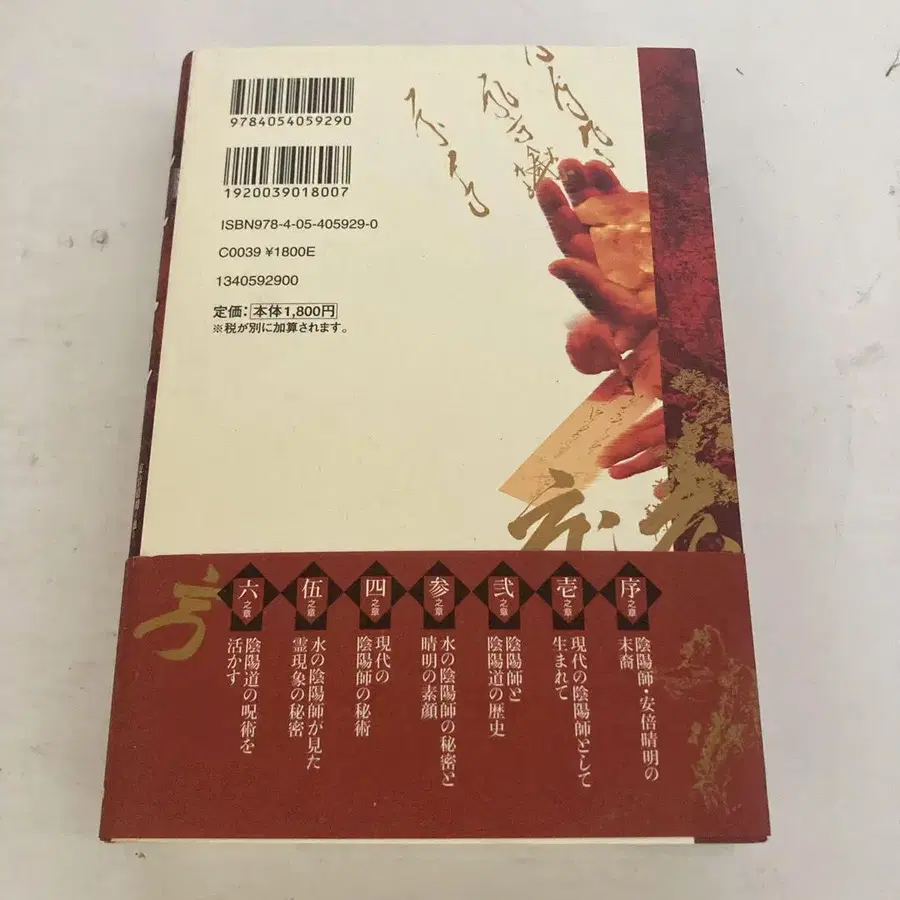 9784054059290
1920039018007
ISBN978-4-05-405929-0
C0039 ¥1800E
1340592900
定価：本体1,800円
※税が別に加算されます。
序之章
陰陽師・安倍晴明の
末裔
壱之章
現代の陰陽師として
生まれて
弐之章
陰陽師と
陰陽道の歴史
参之章
水の陰陽師の秘密と
晴明の素顔
四之章
現代の
陰陽師の秘術
伍之章
水の陰陽師が見た
霊現象の秘密
六之章
陰陽道の呪術を
活かす